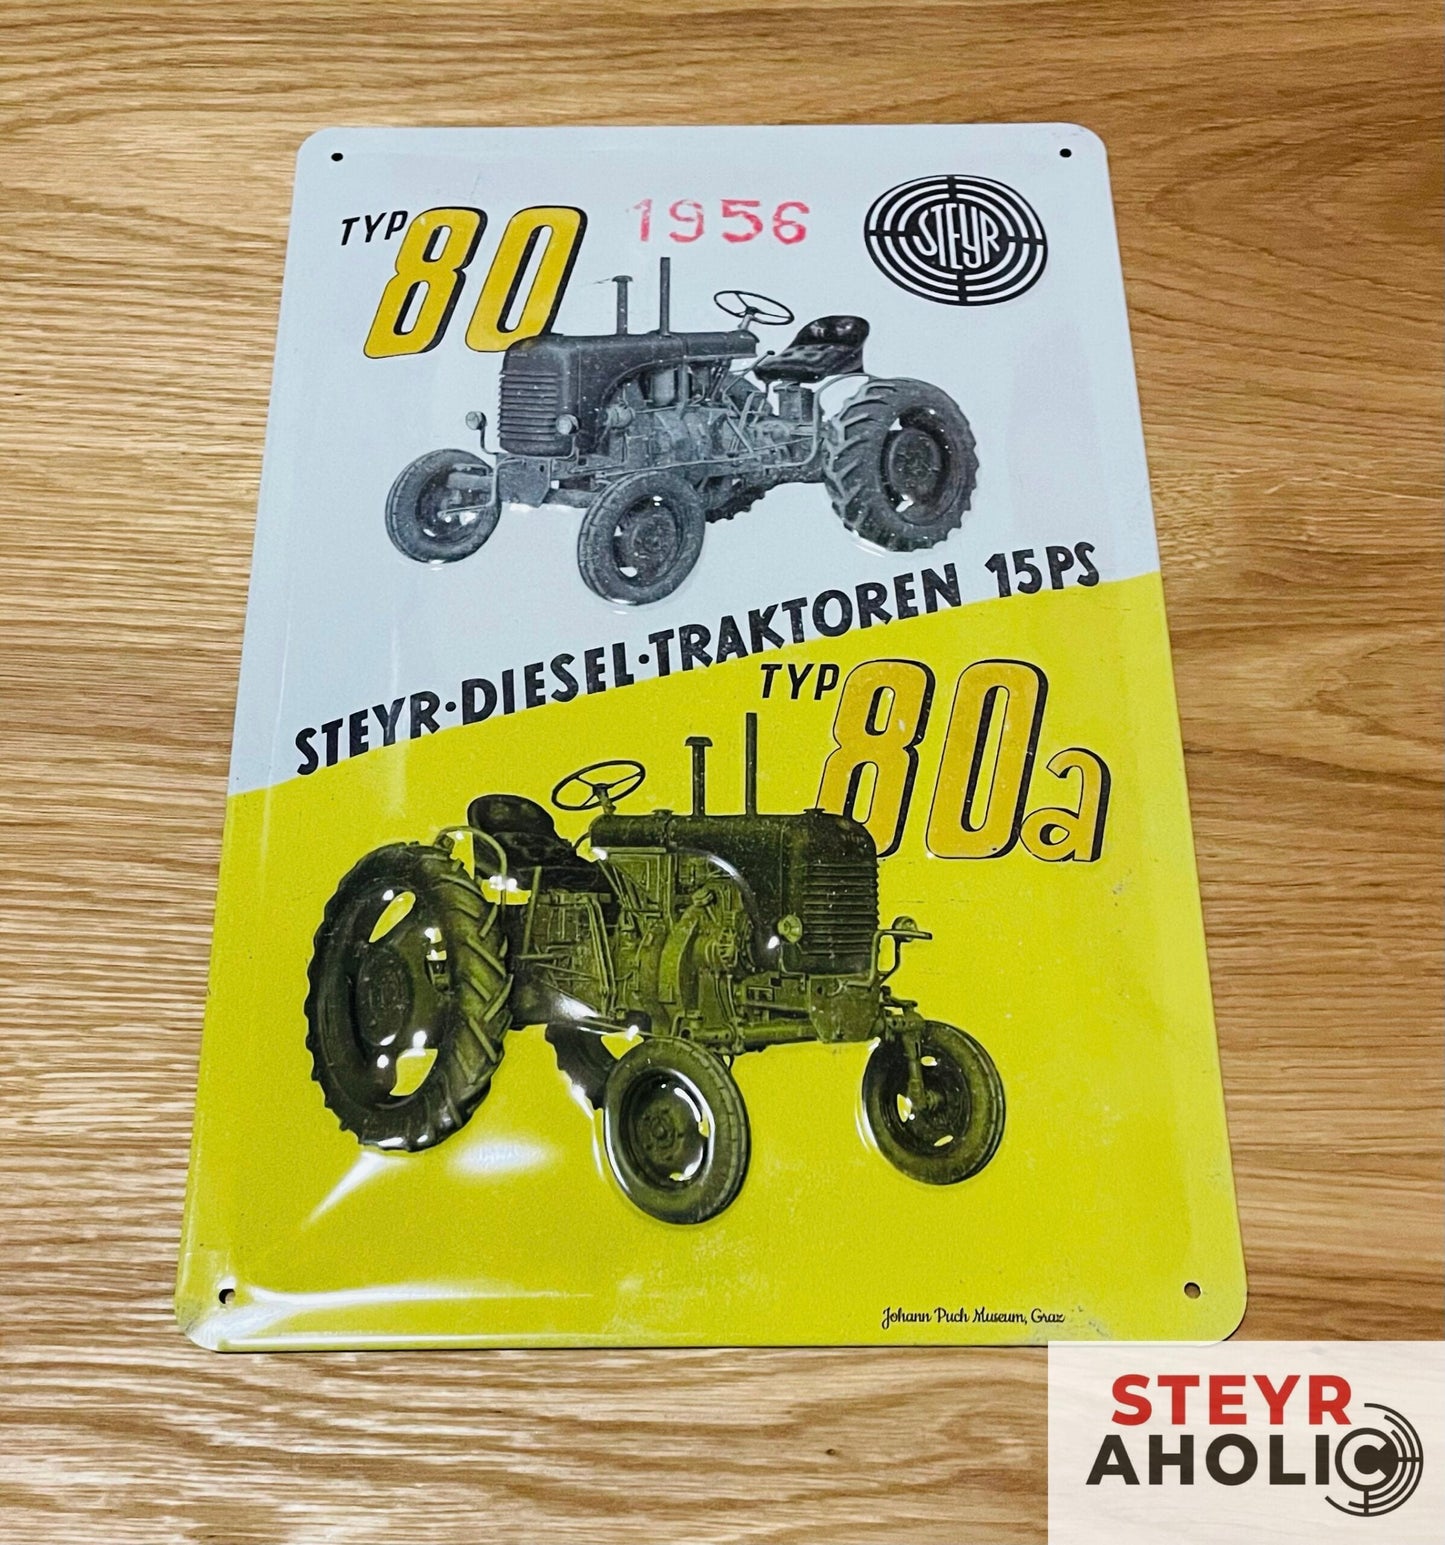 TYP 80
1956
STEYR
STEYR-DIESEL-TRAKTOREN 15PS
TYP 80a
Johann Puch Museum, Graz
STEYR
AHOLIC